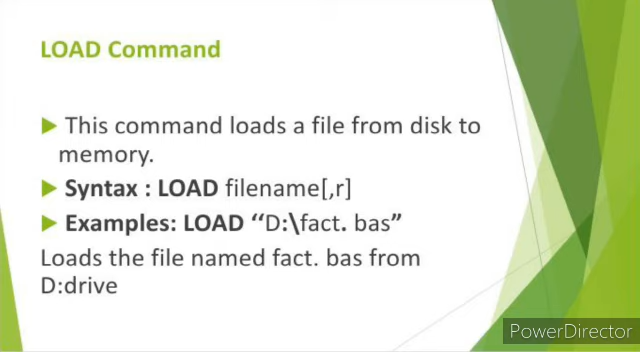 LOAD Command
▶ This command loads a file from disk to
memory.
▶ Syntax : LOAD filename[,r]
▶ Examples: LOAD “D:\fact. bas”
Loads the file named fact. bas from
D:drive
PowerDirector